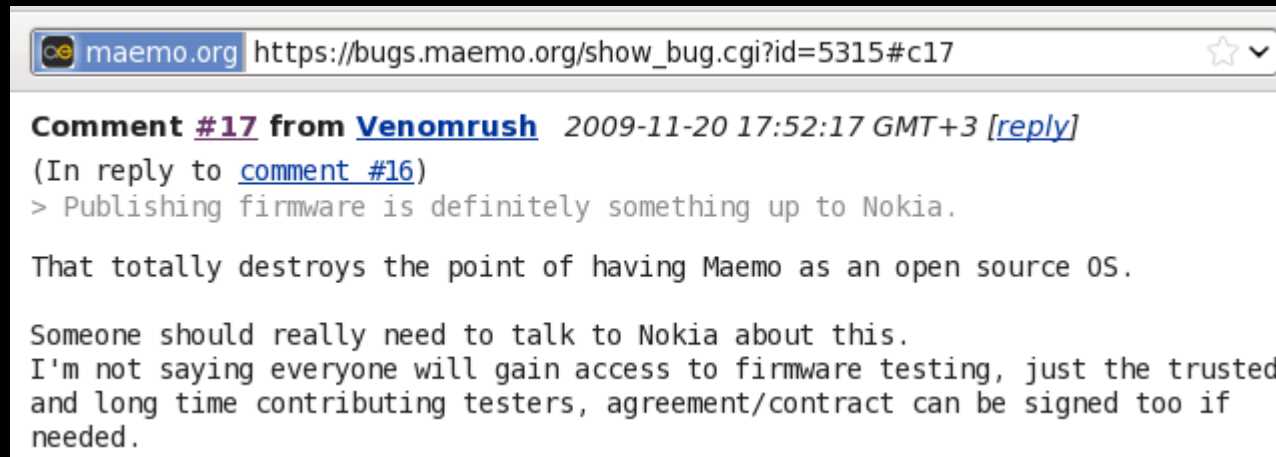 maemo.org https://bugs.maemo.org/show_bug.cgi?id=5315#c17
Comment #17 from Venomrush 2009-11-20 17:52:17 GMT+3 [reply]
(In reply to comment #16)
> Publishing firmware is definitely something up to Nokia.
That totally destroys the point of having Maemo as an open source OS.
Someone should really need to talk to Nokia about this.
I'm not saying everyone will gain access to firmware testing, just the trusted
and long time contributing testers, agreement/contract can be signed too if
needed.